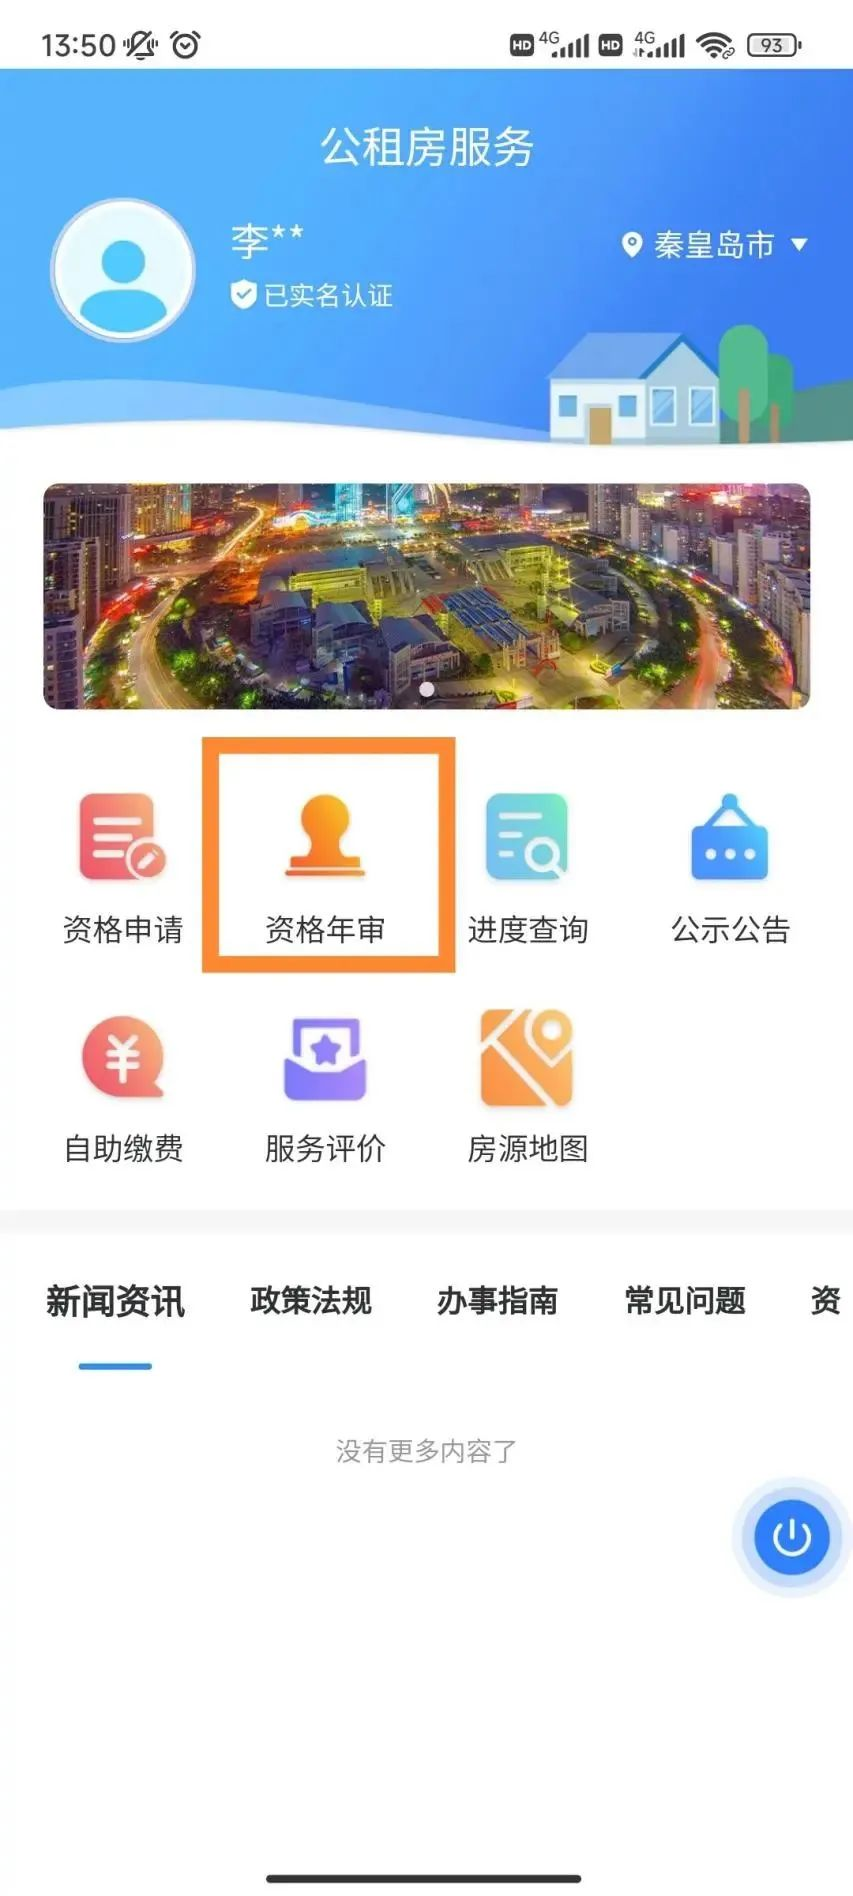 13:50 HD 4G HD 4G 93
公租房服务
李**
秦皇岛市
已实名认证
资格申请 资格年审 进度查询 公示公告
自助缴费 服务评价 房源地图
新闻资讯 政策法规 办事指南 常见问题 资
没有更多内容了